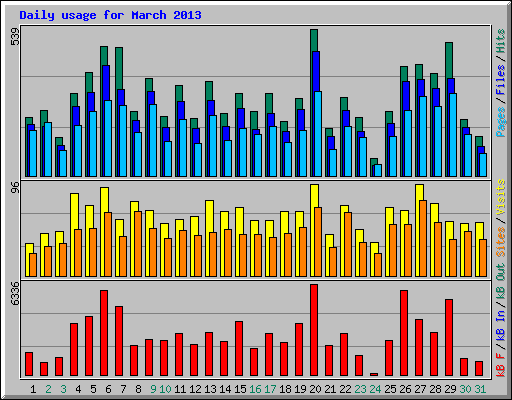 Daily usage for March 2013
539
Pages / Files / Hits
96
Sites / Visits
6336
kB F / kB In / kB Out
1 2 3 4 5 6 7 8 9 10 11 12 13 14 15 16 17 18 19 20 21 22 23 24 25 26 27 28 29 30 31